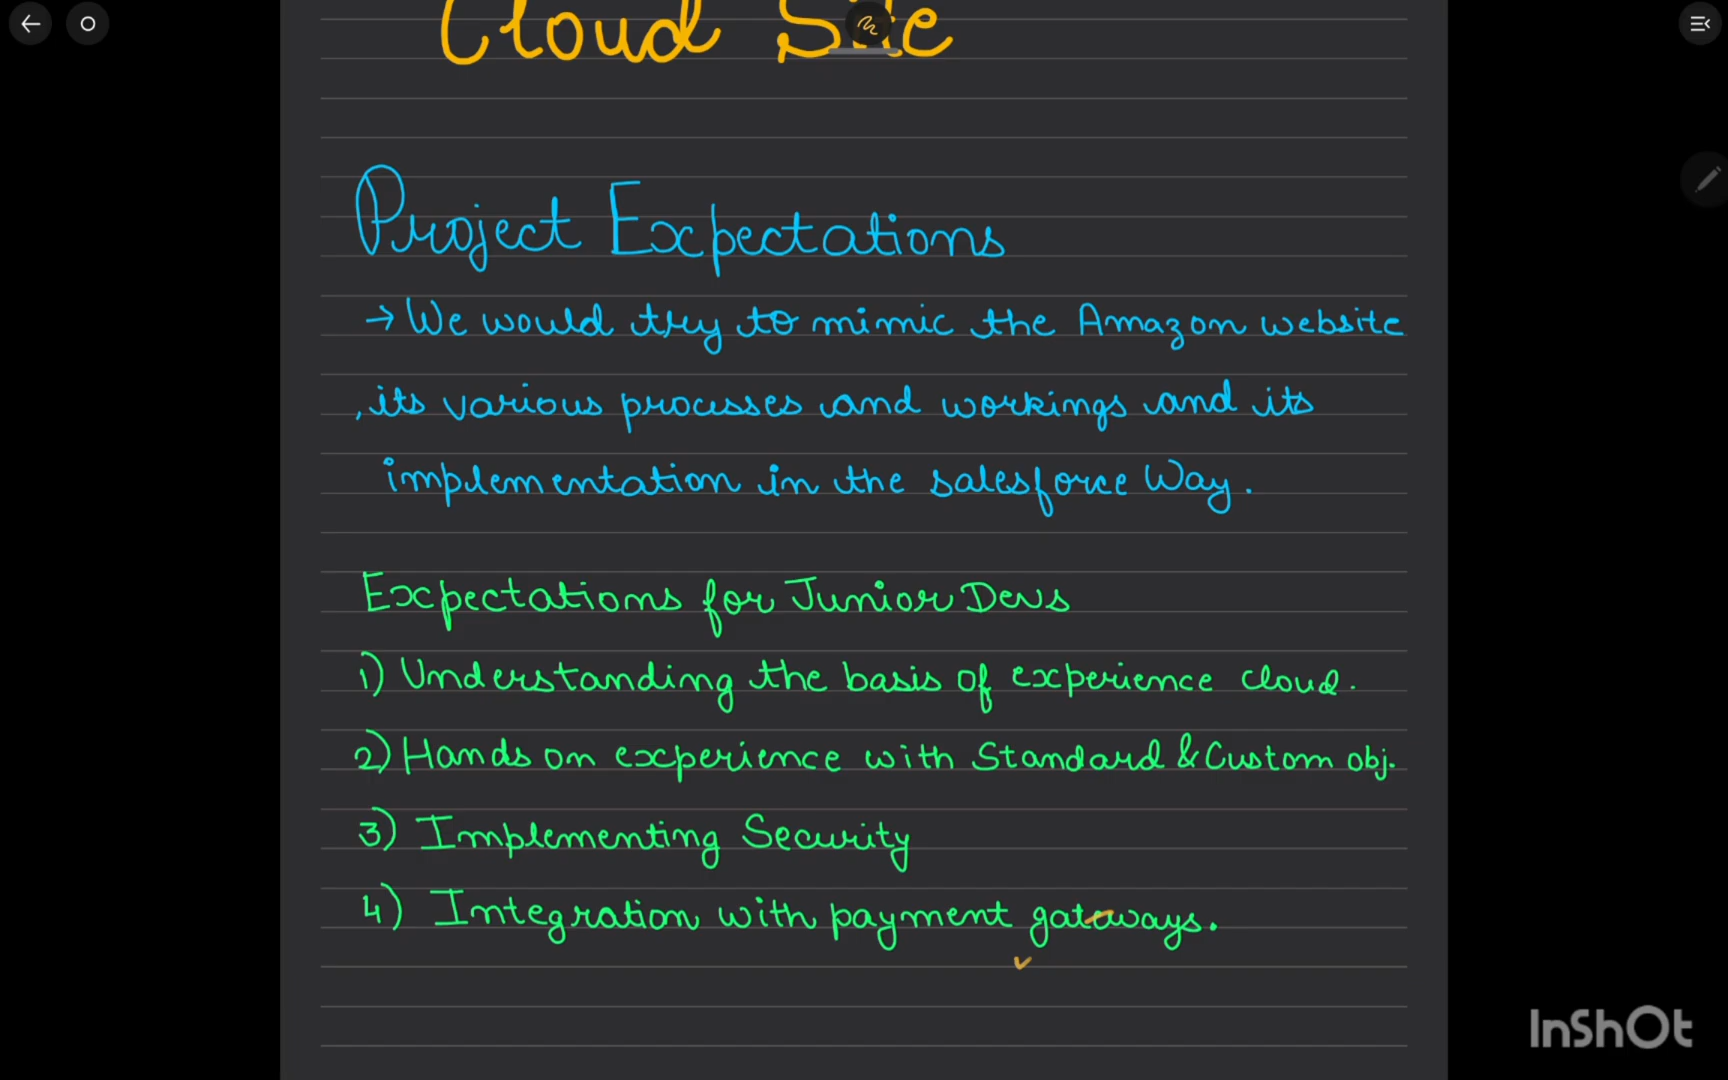 Cloud Site
Project Expectations
→ We would try to mimic the Amazon website
, its various processes and workings and its
implementation in the salesforce Way.
Expectations for Junior Devs
1) Understanding the basis of experience cloud.
2) Hands on experience with Standard & Custom obj.
3) Implementing Security
4) Integration with payment gateways.
InShOt